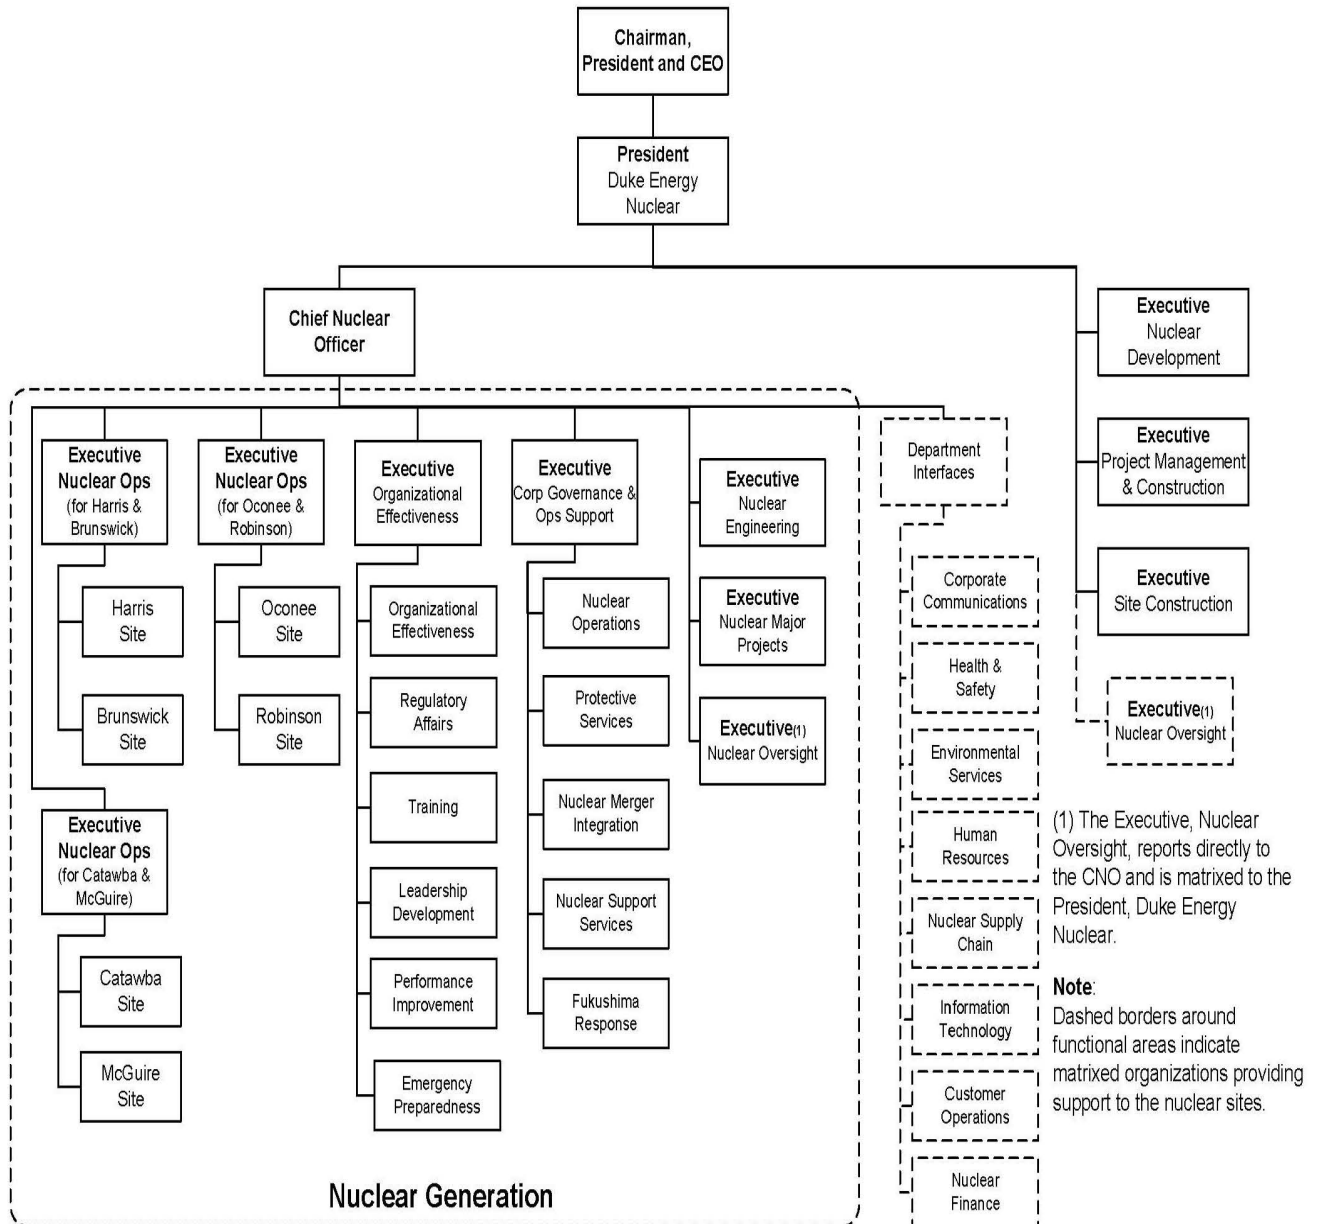 Chairman,
President and CEO
President
Duke Energy
Nuclear
Chief Nuclear
Officer
Executive
Nuclear
Development
Executive
Project Management
& Construction
Executive
Site Construction
Executive(1)
Nuclear Oversight
Executive
Nuclear Ops
(for Harris &
Brunswick)
Harris
Site
Brunswick
Site
Executive
Nuclear Ops
(for Catawba &
McGuire)
Catawba
Site
McGuire
Site
Executive
Nuclear Ops
(for Oconee &
Robinson)
Oconee
Site
Robinson
Site
Executive
Organizational
Effectiveness
Organizational
Effectiveness
Regulatory
Affairs
Training
Leadership
Development
Performance
Improvement
Emergency
Preparedness
Executive
Corp Governance &
Ops Support
Nuclear
Operations
Protective
Services
Nuclear Merger
Integration
Nuclear Support
Services
Fukushima
Response
Executive
Nuclear
Engineering
Executive
Nuclear Major
Projects
Executive(1)
Nuclear Oversight
Department
Interfaces
Corporate
Communications
Health &
Safety
Environmental
Services
Human
Resources
Nuclear Supply
Chain
Information
Technology
Customer
Operations
Nuclear
Finance
(1) The Executive, Nuclear
Oversight, reports directly to
the CNO and is matrixed to the
President, Duke Energy
Nuclear.
Note:
Dashed borders around
functional areas indicate
matrixed organizations providing
support to the nuclear sites.
Nuclear Generation